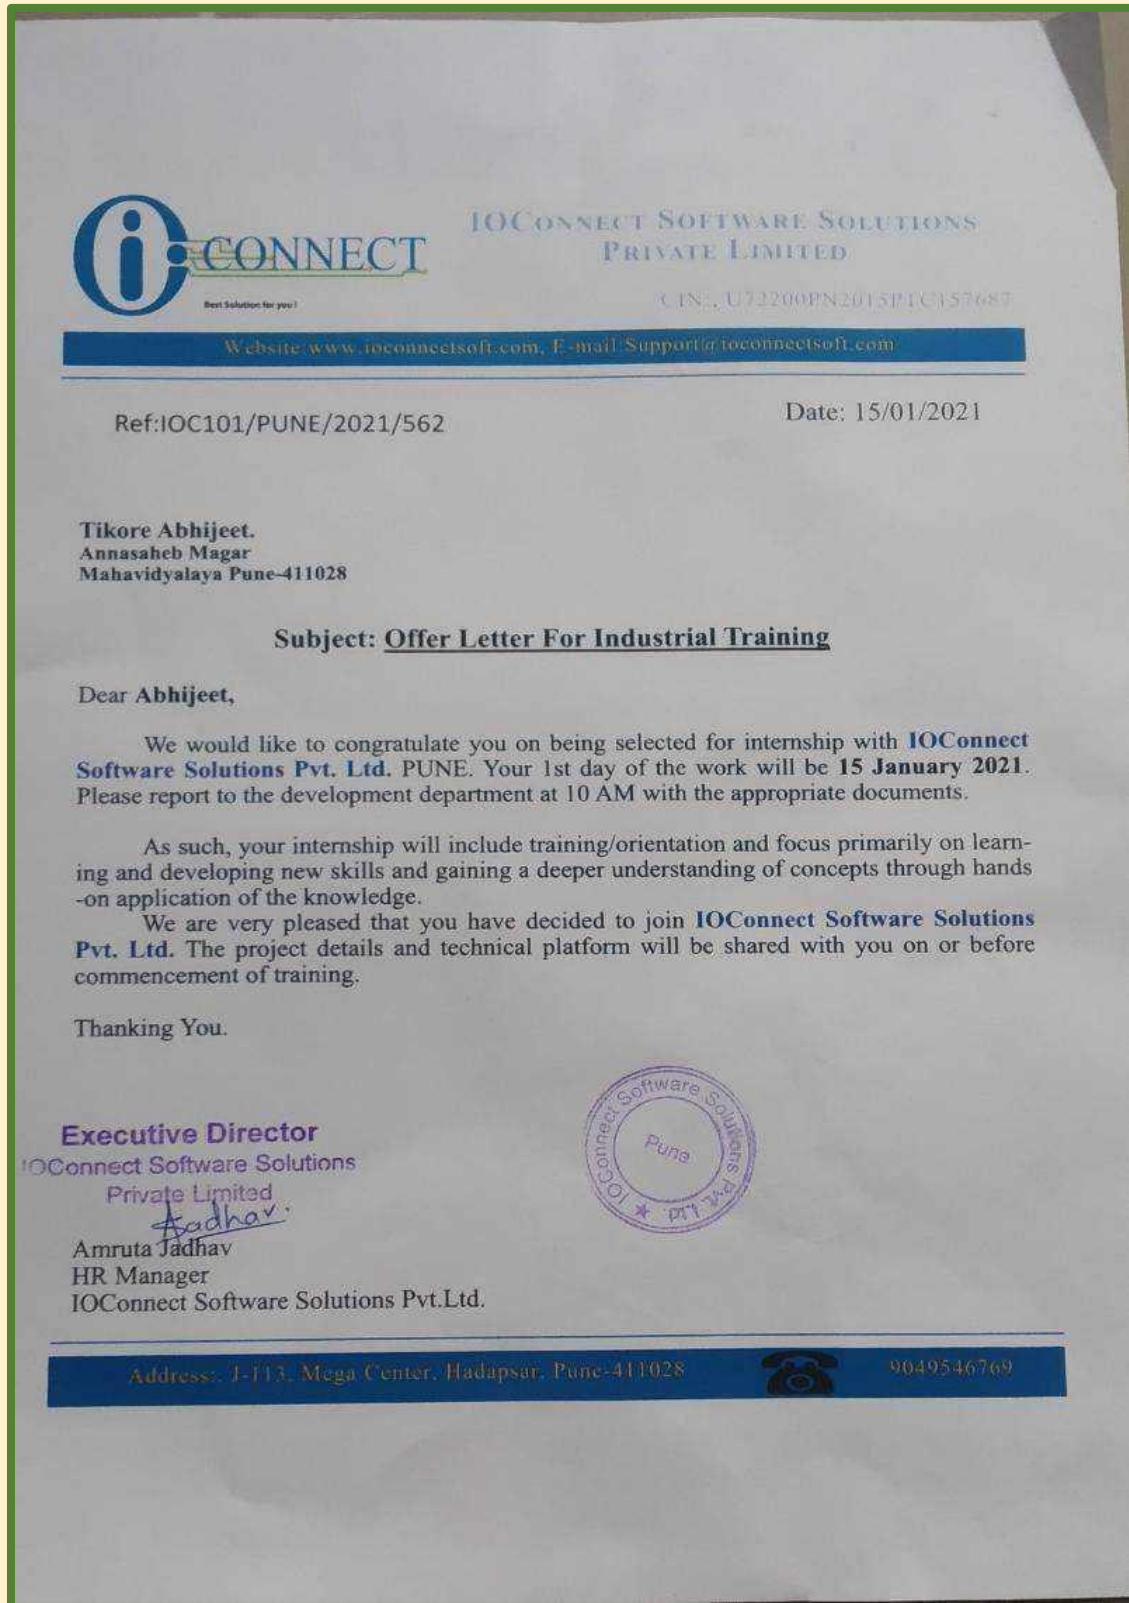 iO CONNECT
Best Solution for you !
IOCONNECT SOFTWARE SOLUTIONS
PRIVATE LIMITED
CIN:, U72200PN2015PTC157687
Website:www.ioconnectsoft.com, E-mail:Support@ioconnectsoft.com
Ref:IOC101/PUNE/2021/562
Date: 15/01/2021
Tikore Abhijeet.
Annasaheb Magar
Mahavidyalaya Pune-411028
Subject: Offer Letter For Industrial Training
Dear Abhijeet,
We would like to congratulate you on being selected for internship with IOConnect
Software Solutions Pvt. Ltd. PUNE. Your 1st day of the work will be 15 January 2021.
Please report to the development department at 10 AM with the appropriate documents.
As such, your internship will include training/orientation and focus primarily on learn-
ing and developing new skills and gaining a deeper understanding of concepts through hands
-on application of the knowledge.
We are very pleased that you have decided to join IOConnect Software Solutions
Pvt. Ltd. The project details and technical platform will be shared with you on or before
commencement of training.
Thanking You.
Executive Director
IOConnect Software Solutions
Private Limited
Aadhav.
Amruta Jadhav
HR Manager
IOConnect Software Solutions Pvt.Ltd.
IOConnect Software Solutions Pvt. Ltd.
Pune
Address:. J-113, Mega Center, Hadapsar, Pune-411028
9049546769